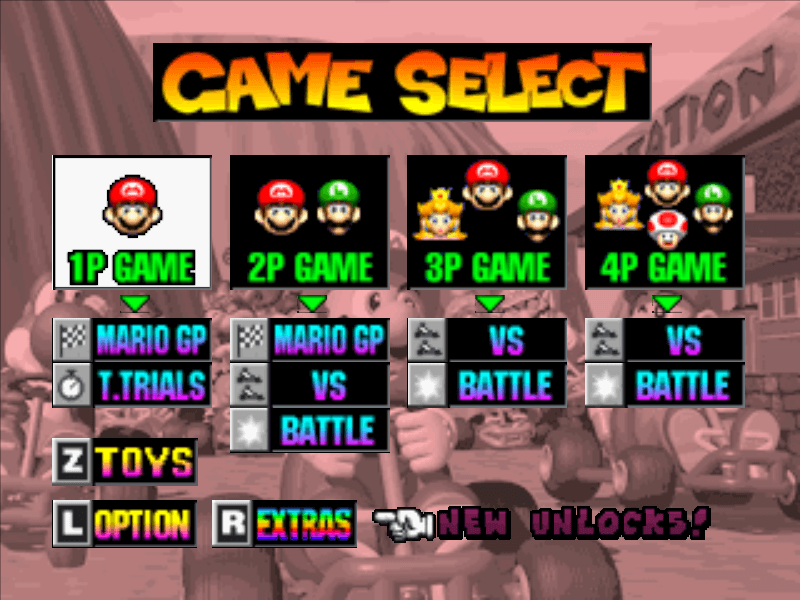 GAME SELECT
STATION
1P GAME
2P GAME
3P GAME
4P GAME
MARIO GP
MARIO GP
VS
VS
T.TRIALS
VS
BATTLE
BATTLE
BATTLE
Z TOYS
L OPTION
R EXTRAS
NEW UNLOCKS!